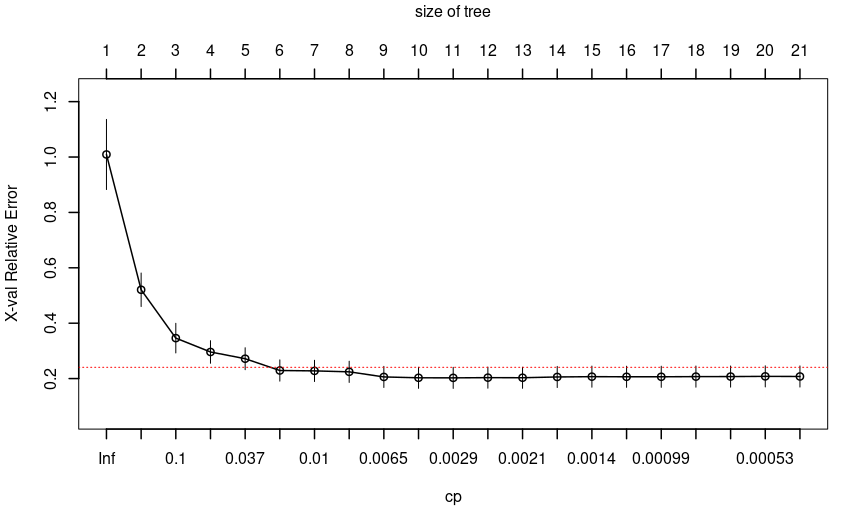 size of tree
1 2 3 4 5 6 7 8 9 10 11 12 13 14 15 16 17 18 19 20 21
X-val Relative Error
1.2
1.0
0.8
0.6
0.4
0.2
Inf 0.1 0.037 0.01 0.0065 0.0029 0.0021 0.0014 0.00099 0.00053
cp